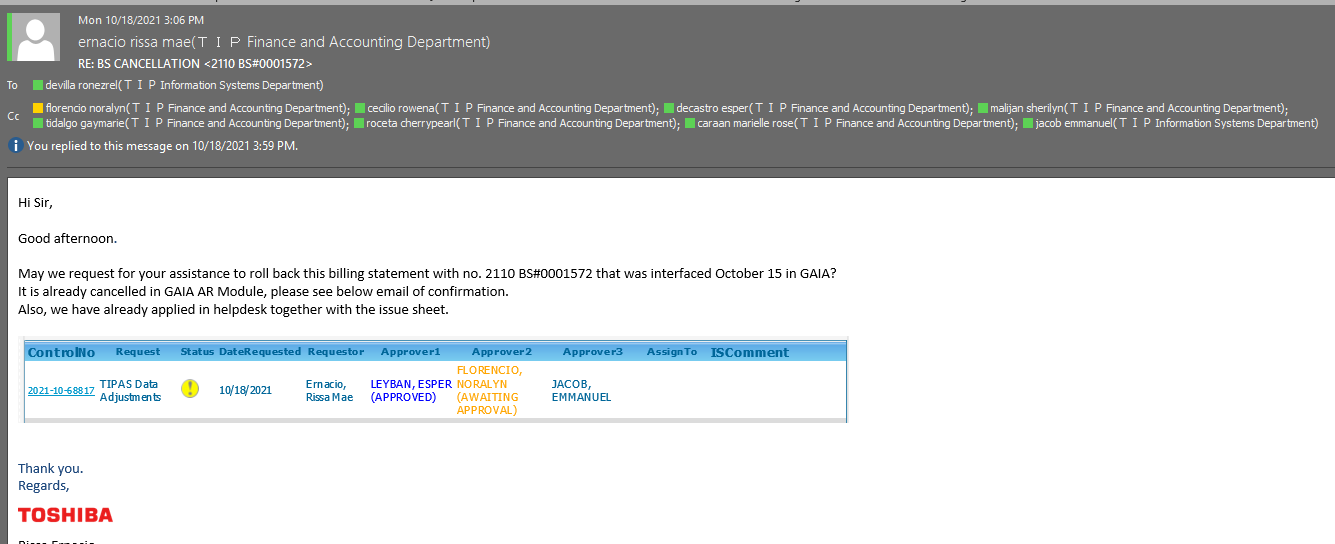 Mon 10/18/2021 3:06 PM
ernacio rissa mae(Ｔ Ｉ Ｐ Finance and Accounting Department)
RE: BS CANCELLATION <2110 BS#0001572>
To devilla ronezrel(Ｔ Ｉ Ｐ Information Systems Department)
Cc florencio noralyn(Ｔ Ｉ Ｐ Finance and Accounting Department); cecilio rowena(Ｔ Ｉ Ｐ Finance and Accounting Department); decastro esper(Ｔ Ｉ Ｐ Finance and Accounting Department); malijan sherilyn(Ｔ Ｉ Ｐ Finance and Accounting Department);
tidalgo gaymarie(Ｔ Ｉ Ｐ Finance and Accounting Department); roceta cherrypearl(Ｔ Ｉ Ｐ Finance and Accounting Department); caraan marielle rose(Ｔ Ｉ Ｐ Finance and Accounting Department); jacob emmanuel(Ｔ Ｉ Ｐ Information Systems Department)
You replied to this message on 10/18/2021 3:59 PM.
Hi Sir,
Good afternoon.
May we request for your assistance to roll back this billing statement with no. 2110 BS#0001572 that was interfaced October 15 in GAIA?
It is already cancelled in GAIA AR Module, please see below email of confirmation.
Also, we have already applied in helpdesk together with the issue sheet.
ControlNo Request Status DateRequested Requestor Approver1 Approver2 Approver3 AssignTo ISComment
2021-10-68817 TIPAS Data Adjustments 10/18/2021 Ernacio, Rissa Mae LEYBAN, ESPER (APPROVED) FLORENCIO, NORALYN (AWAITING APPROVAL) JACOB, EMMANUEL
Thank you.
Regards,
TOSHIBA